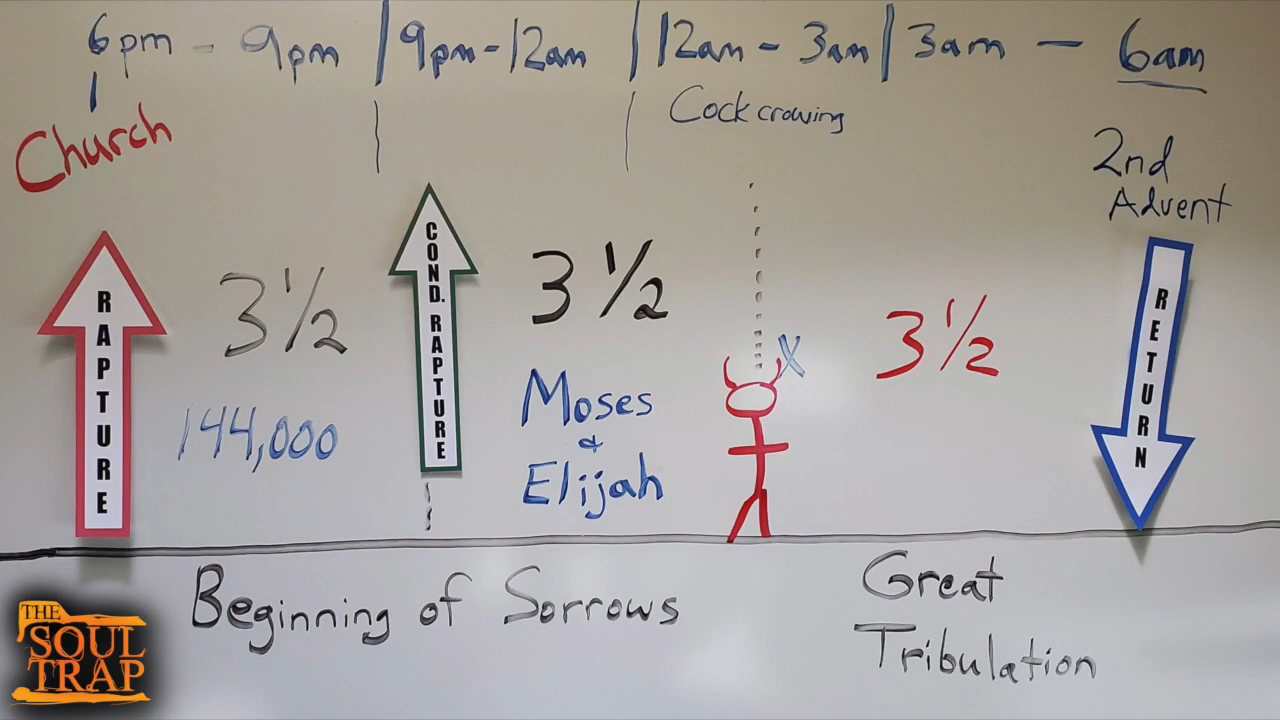 6pm - 9pm | 9pm - 12am | 12am - 3am | 3am — 6am
Church
Cock crowing
2nd
Advent
RAPTURE
3 1/2
144,000
COND. RAPTURE
3 1/2
Moses
&
Elijah
X
3 1/2
RETURN
Beginning of Sorrows
Great
Tribulation
THE
SOUL
TRAP